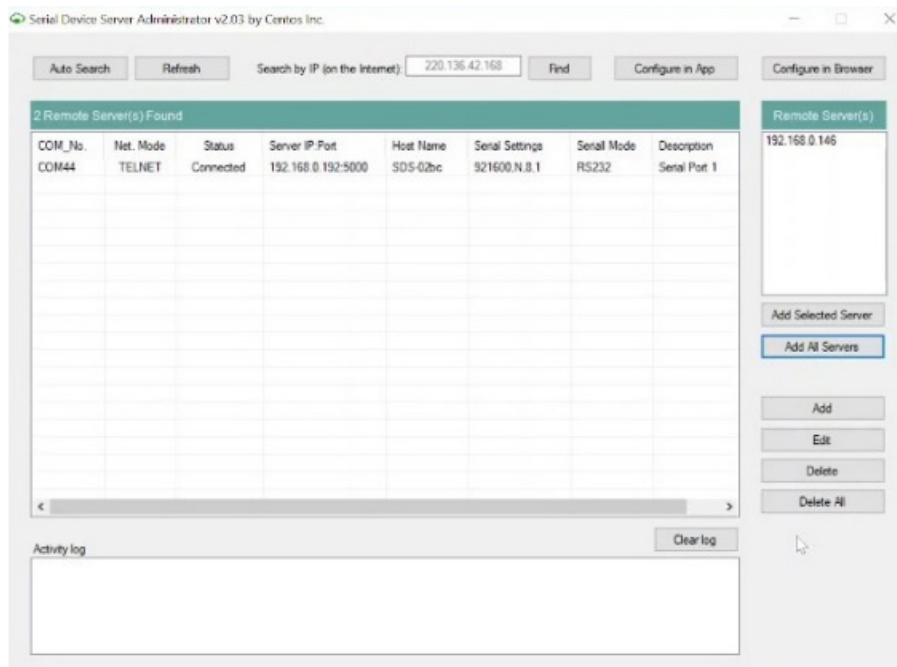 Serial Device Server Administrator v2.03 by Centos Inc.
Auto Search Refresh Search by IP (on the Internet): 220.136.42.168 Find Configure in App Configure in Browser
2 Remote Server(s) Found Remote Server(s)
COM_No. Net. Mode Status Server IP:Port Host Name Serial Settings Serial Mode Description 192.168.0.146
COM44 TELNET Connected 192.168.0.192:5000 SDS-02bc 921600,N,8,1 RS232 Serial Port 1
Add Selected Server
Add All Servers
Add
Edit
Delete
Delete All
Clear log
Activity log